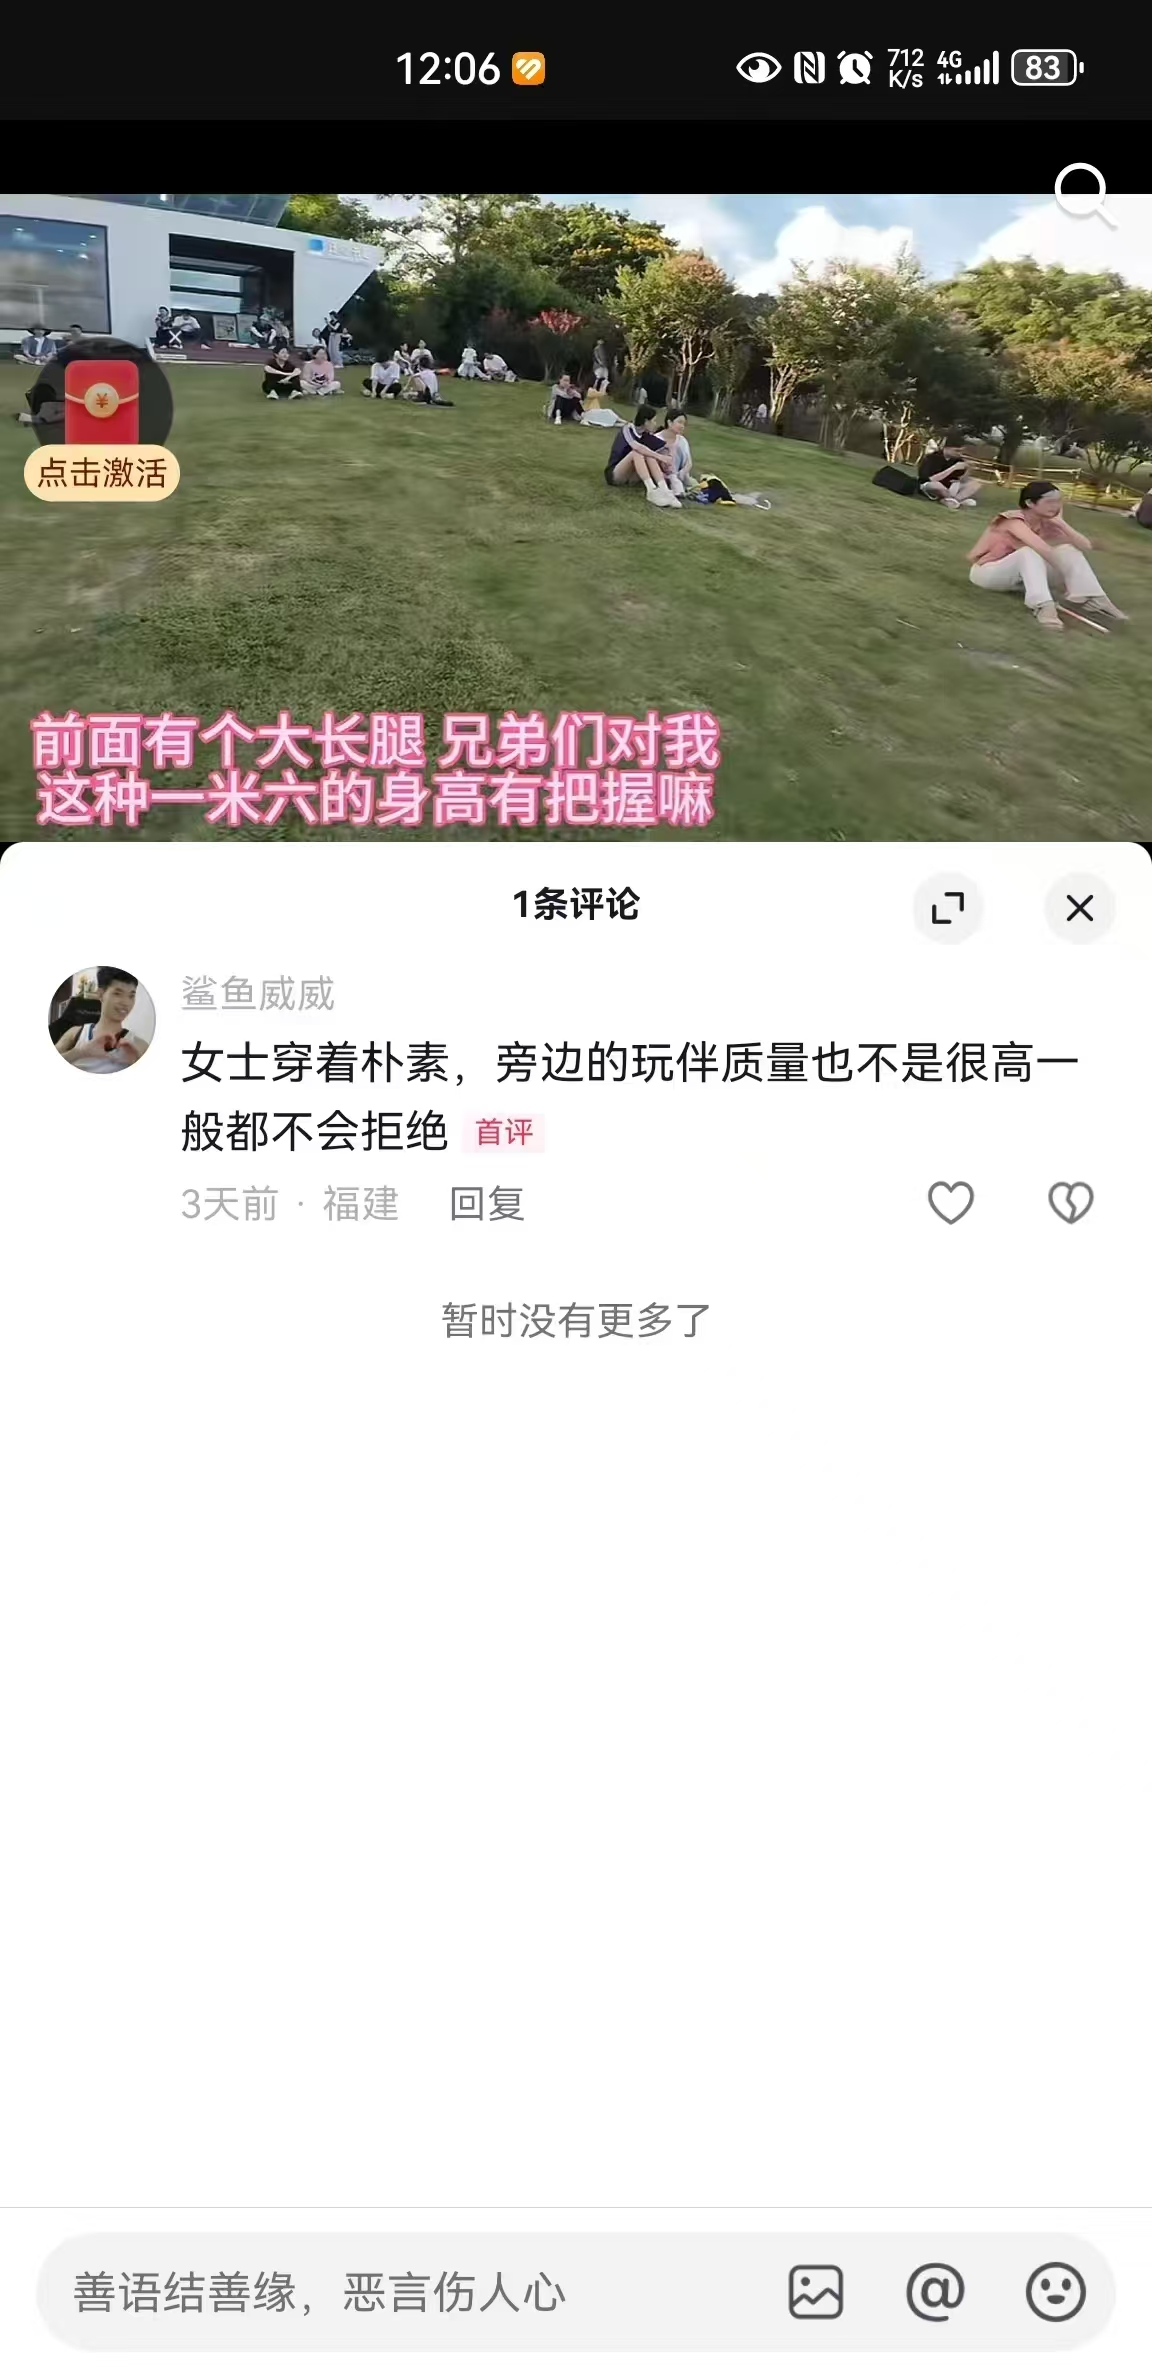 12:06
712
K/s
4G
83
点击激活
前面有个大长腿 兄弟们对我
这种一米六的身高有把握嘛
1条评论
鲨鱼威威
女士穿着朴素，旁边的玩伴质量也不是很高一
般都不会拒绝 首评
3天前 · 福建 回复
暂时没有更多了
善语结善缘，恶言伤人心